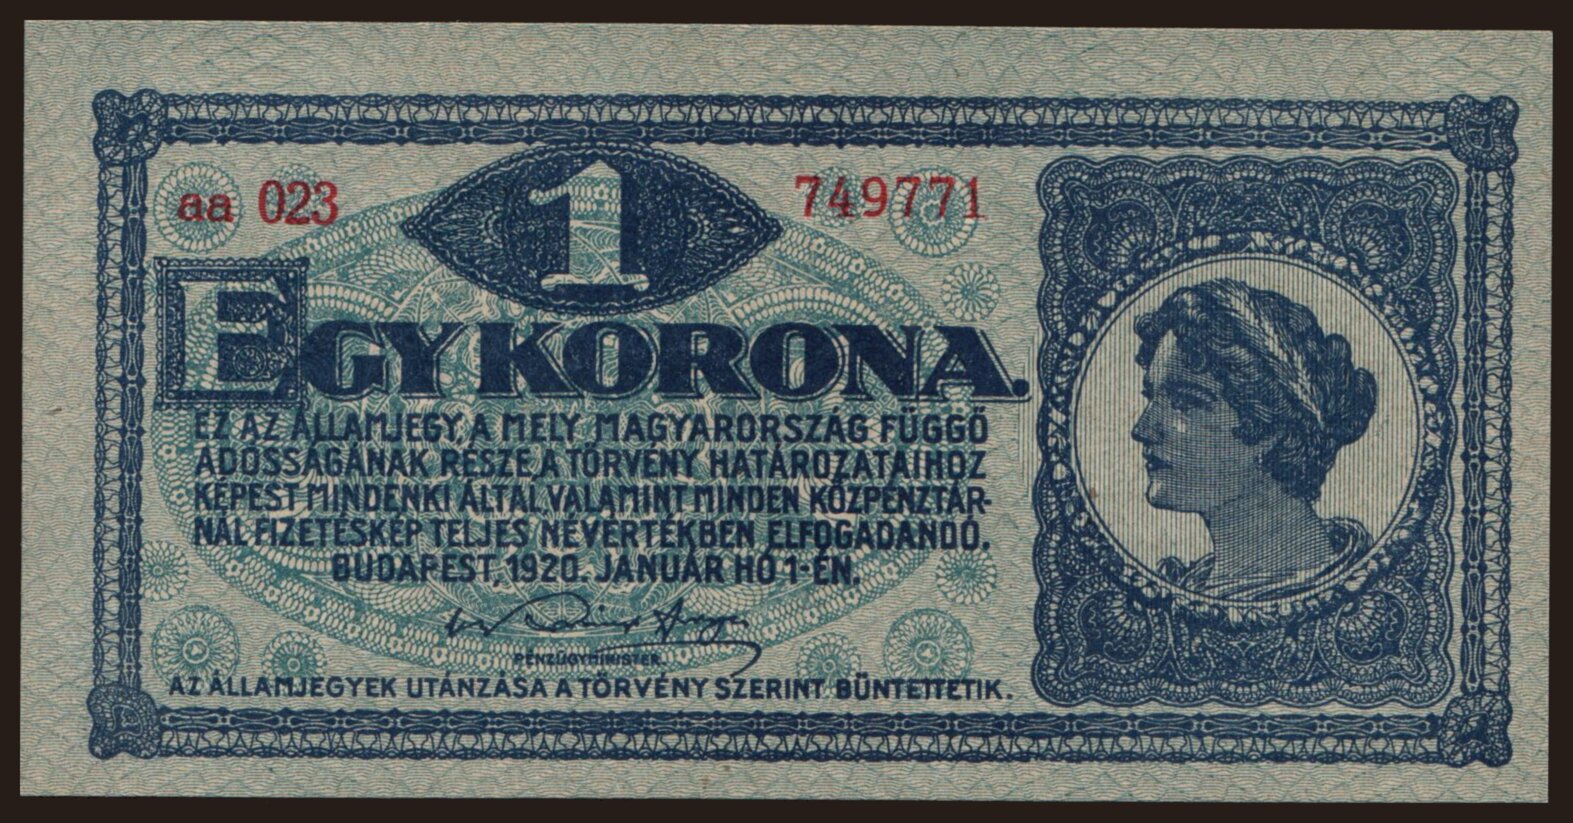 aa 023
749771
1
EGY KORONA.
EZ AZ ÁLLAMJEGY, A MELY MAGYARORSZÁG FÜGGŐ
ADÓSSÁGÁNAK RÉSZE, A TÖRVÉNY HATÁROZATAIHOZ
KÉPEST MINDENKI ÁLTAL, VALAMINT MINDEN KÖZPÉNZTÁR-
NÁL FIZETÉSKÉP TELJES NÉVÉRTÉKBEN ELFOGADANDÓ.
BUDAPEST, 1920. JANUÁR HÓ 1-ÉN.
PÉNZÜGYMINISTER.
AZ ÁLLAMJEGYEK UTÁNZÁSA A TÖRVÉNY SZERINT BÜNTETTETIK.